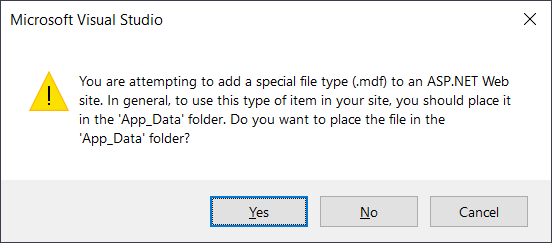 Microsoft Visual Studio
You are attempting to add a special file type (.mdf) to an ASP.NET Web
site. In general, to use this type of item in your site, you should place it
in the 'App_Data' folder. Do you want to place the file in the
'App_Data' folder?
Yes
No
Cancel